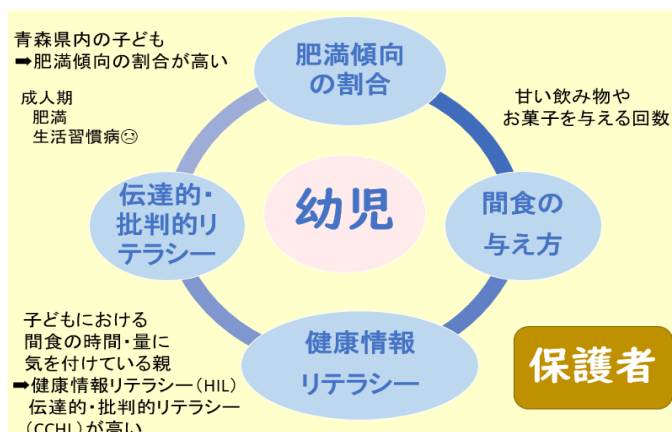 青森県内の子ども
➡肥満傾向の割合が高い
成人期
肥満
生活習慣病☹
肥満傾向
の割合
甘い飲み物や
お菓子を与える回数
伝達的・
批判的リ
テラシー
幼児
間食の
与え方
子どもにおける
間食の時間・量に
気を付けている親
➡健康情報リテラシー(HIL)
伝達的・批判的リテラシー
(CCHL)が高い
健康情報
リテラシー
保護者